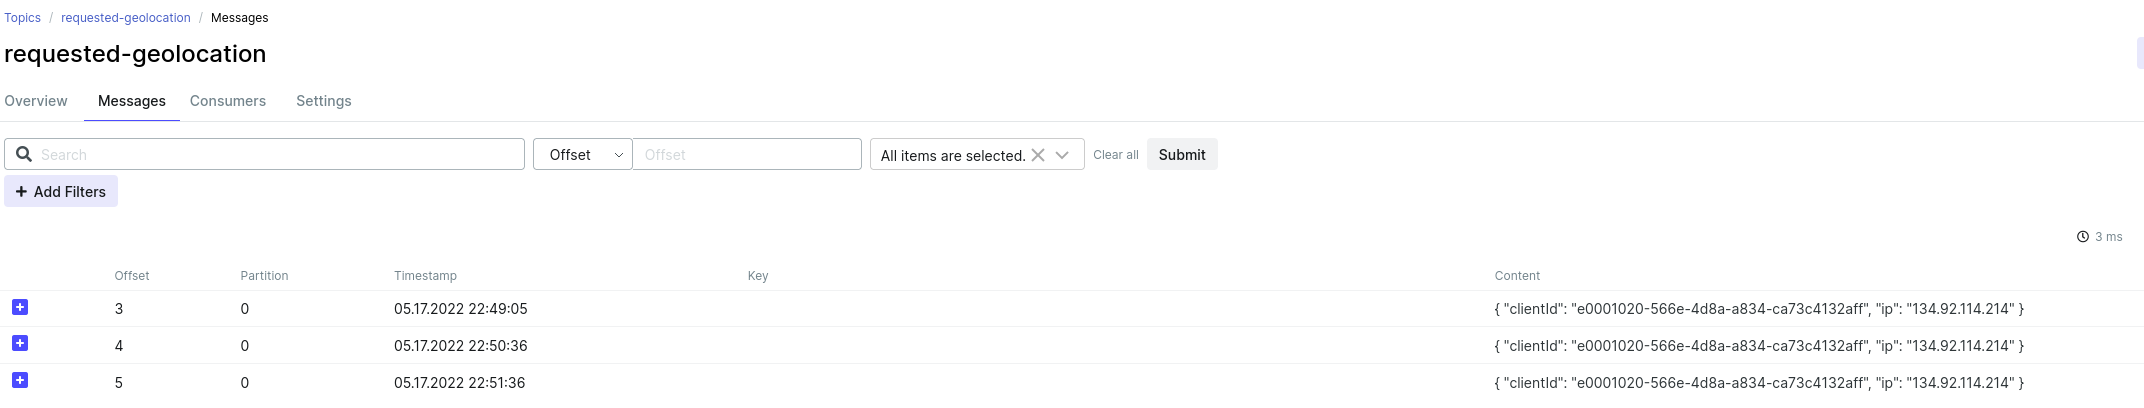 Topics / requested-geolocation / Messages
requested-geolocation
Overview Messages Consumers Settings
Search Offset Offset All items are selected. Clear all Submit
Add Filters
3 ms
Offset Partition Timestamp Key Content
3 0 05.17.2022 22:49:05 { "clientId": "e0001020-566e-4d8a-a834-ca73c4132aff", "ip": "134.92.114.214" }
4 0 05.17.2022 22:50:36 { "clientId": "e0001020-566e-4d8a-a834-ca73c4132aff", "ip": "134.92.114.214" }
5 0 05.17.2022 22:51:36 { "clientId": "e0001020-566e-4d8a-a834-ca73c4132aff", "ip": "134.92.114.214" }